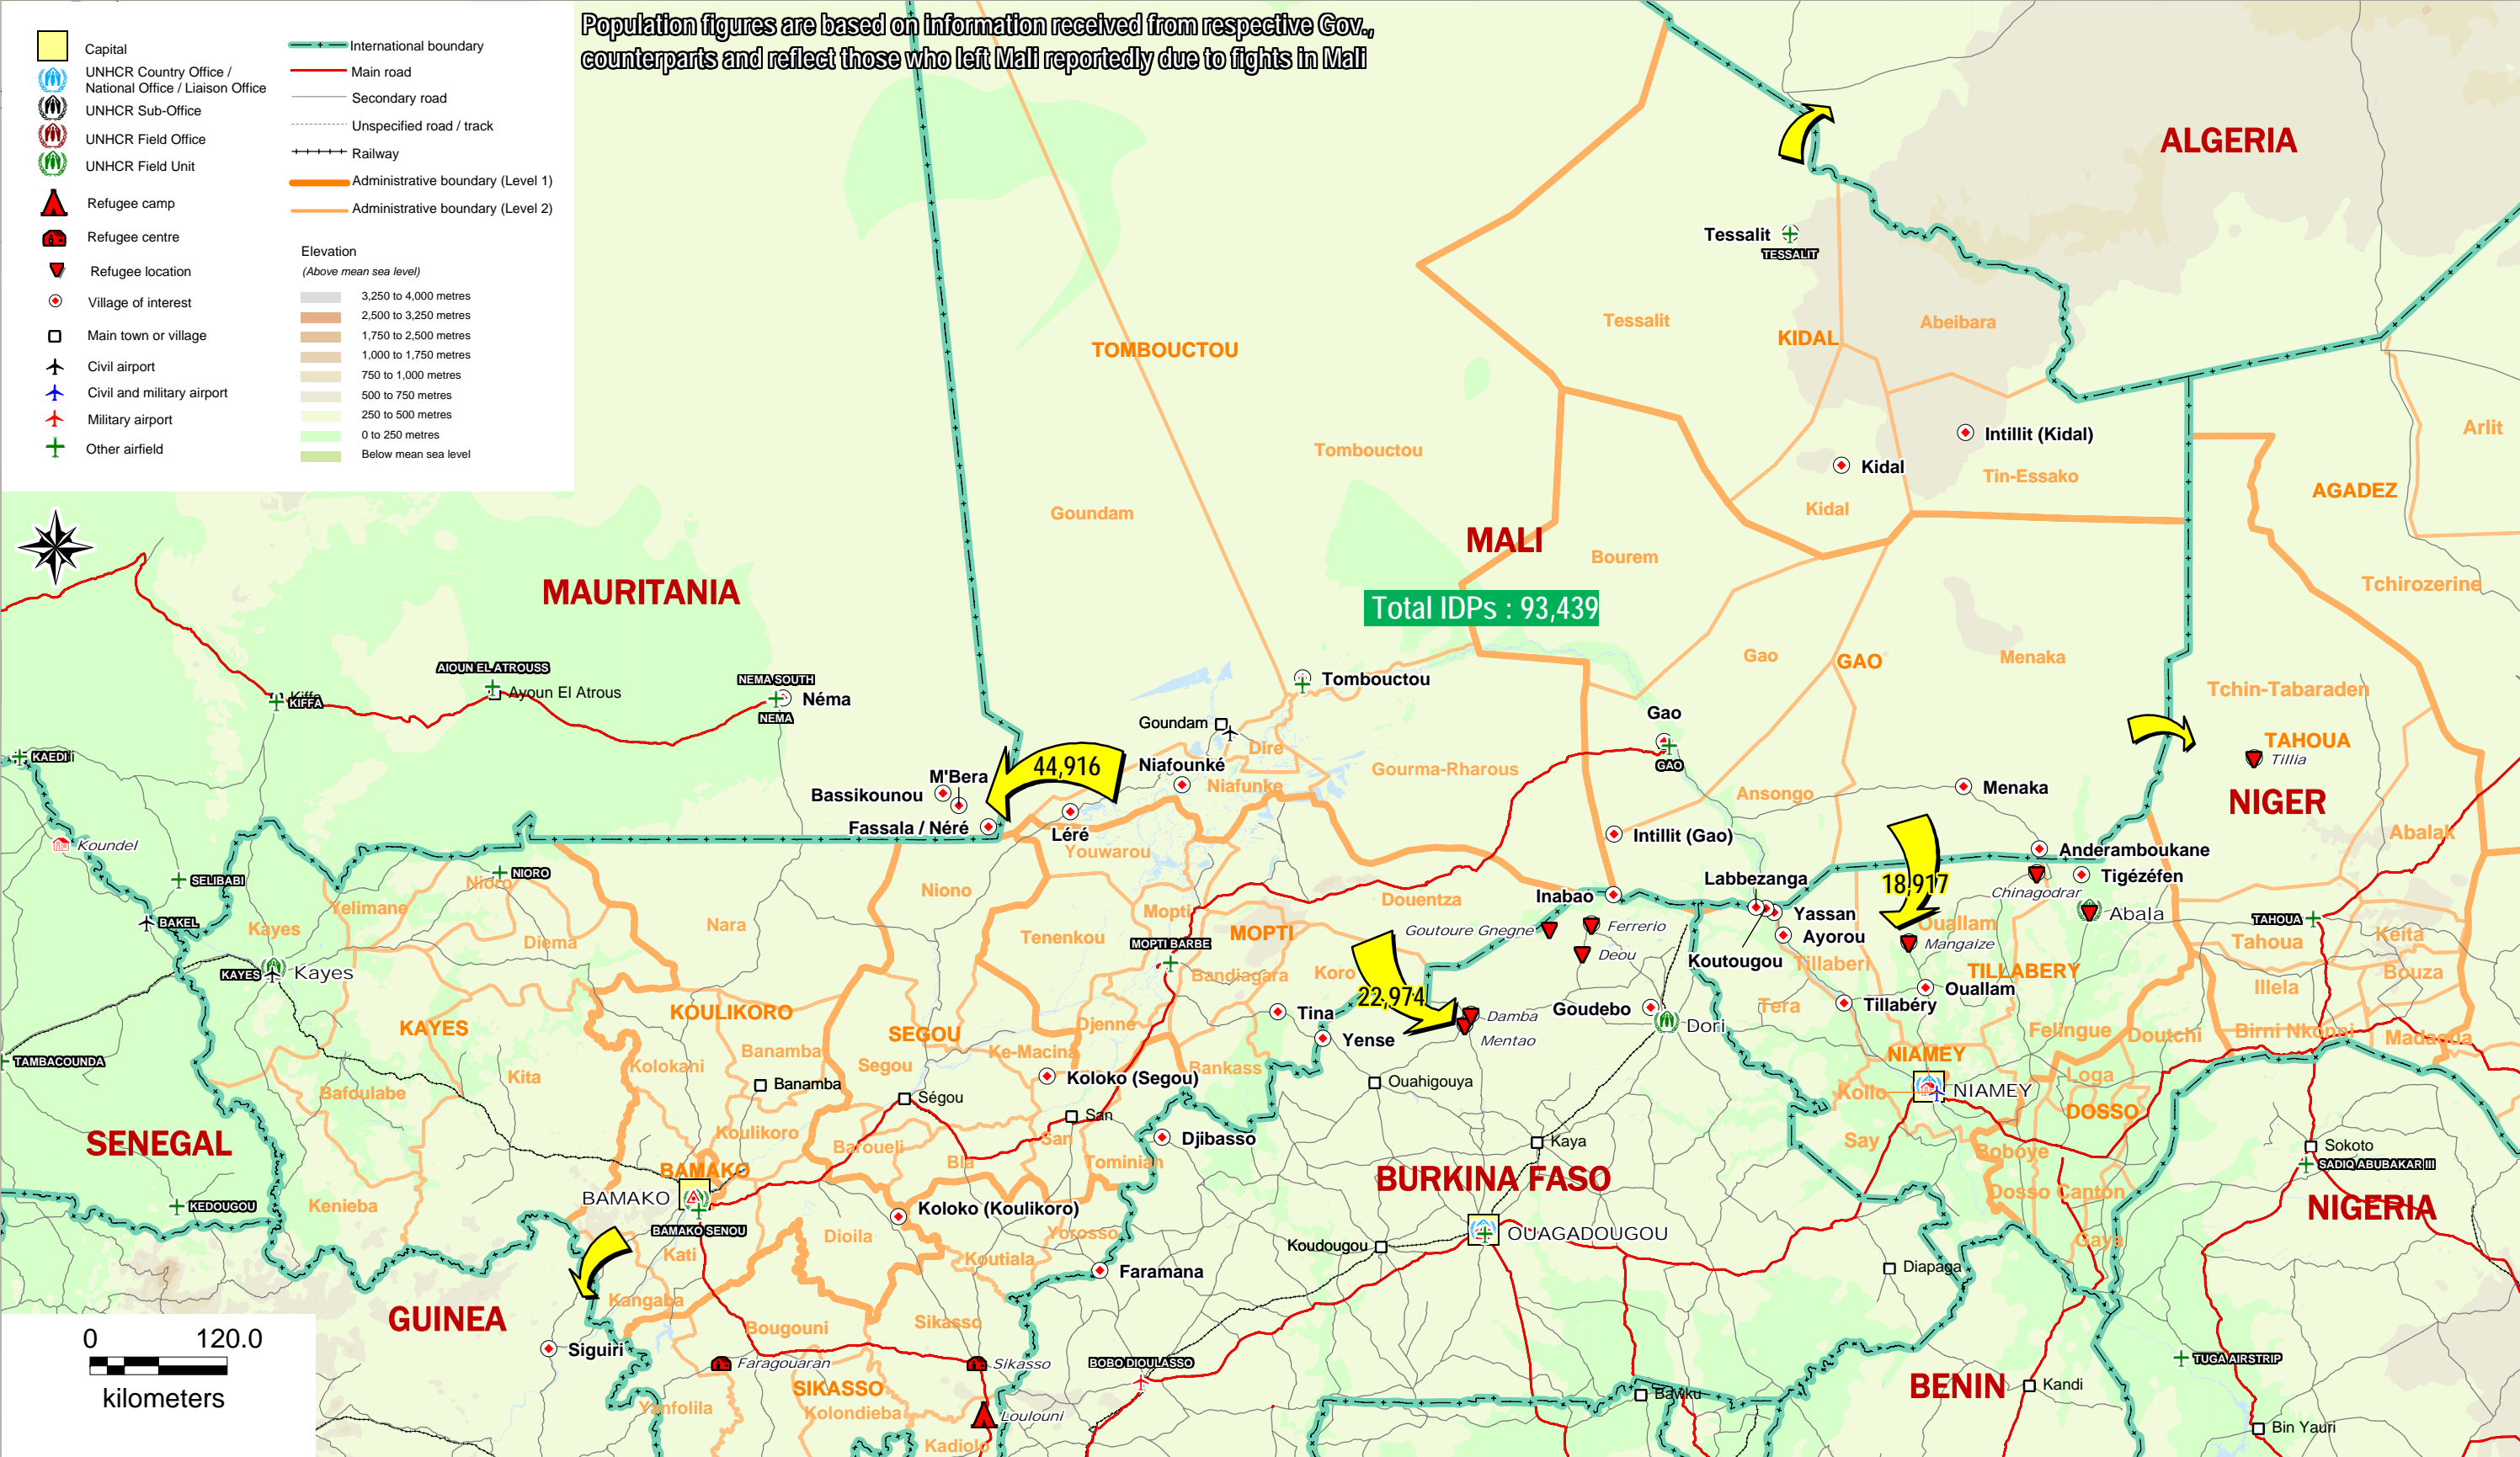 Population figures are based on information received from respective Gov.,
counterparts and reflect those who left Mali reportedly due to fights in Mali
Capital
UNHCR Country Office /
National Office / Liaison Office
UNHCR Sub-Office
UNHCR Field Office
UNHCR Field Unit
Refugee camp
Refugee centre
Refugee location
Village of interest
Main town or village
Civil airport
Civil and military airport
Military airport
Other airfield
International boundary
Main road
Secondary road
Unspecified road / track
Railway
Administrative boundary (Level 1)
Administrative boundary (Level 2)
Elevation
(Above mean sea level)
3,250 to 4,000 metres
2,500 to 3,250 metres
1,750 to 2,500 metres
1,000 to 1,750 metres
750 to 1,000 metres
500 to 750 metres
250 to 500 metres
0 to 250 metres
Below mean sea level
ALGERIA
Tessalit
TESSALIT
Tessalit
KIDAL
Abeibara
TOMBOUCTOU
Tombouctou
Goundam
Intillit (Kidal)
Kidal
Tin-Essako
Kidal
Arlit
AGADEZ
MALI
Bourem
Tchirozerine
MAURITANIA
Total IDPs : 93,439
Gao
GAO
Menaka
AIOUN EL ATROUSS
Ayoun El Atrous
NEMA SOUTH
Néma
NEMA
Kiffa
KIFFA
Tombouctou
Tchin-Tabaraden
Goundam
Gao
GAO
Dire
TAHOUA
Tillia
KAEDI
44,916
Niafounké
M'Bera
Bassikounou
Fassala / Néré
Léré
Niafunke
Gourma-Rharous
Ansongo
Menaka
NIGER
Koundel
Youwarou
Intillit (Gao)
Abalak
Anderamboukane
SELIBABI
NIORO
Nioro
Niono
Labbezanga
18,917
Chinagodrar
Tigézéfen
Yelimane
Inabao
Douentza
Mopti
Yassan
Abala
BAKEL
Kayes
Nara
Goutoure Gnegne
Ferrerio
Ouallam
TAHOUA
Diema
Tenenkou
MOPTI BARBE
MOPTI
Ayorou
Mangaize
Tahoua
Keita
Deou
Koutougou
Tillaberi
KAYES
Kayes
Bandiagara
Koro
TILLABERY
Bouza
Illela
22,974
Ouallam
KOULIKORO
Tina
Goudebo
Tera
Tillabéry
KAYES
SEGOU
Djenne
Damba
Dori
Felingue
Doutchi
Birni Nkonni
Madaoua
Yense
Mentao
TAMBACOUNDA
Banamba
Ke-Macina
NIAMEY
Kolokani
Segou
Bankass
Kita
Koloko (Segou)
Ouahigouya
Loga
Bafoulabe
Banamba
Kollo
NIAMEY
Ségou
San
DOSSO
SENEGAL
Koulikoro
Baroueli
San
Djibasso
Kaya
Say
Boboye
Sokoto
BAMAKO
Bla
Tominian
SADIQ ABUBAKAR III
BURKINA FASO
BAMAKO
Dosso Canton
KEDOUGOU
Kenieba
Koloko (Koulikoro)
NIGERIA
BAMAKO SENOU
Dioila
Yorosso
OUAGADOUGOU
Kati
Koutiala
Koudougou
Gaya
Faramana
Diapaga
Kangaba
GUINEA
Bougouni
Sikasso
0 120.0
kilometers
Siguiri
Faragouaran
Sikasso
BOBO DIOULASSO
TUGA AIRSTRIP
SIKASSO
BENIN
Kandi
Bawku
Yanfolila
Kolondieba
Loulouni
Kadiolo
Bin Yauri